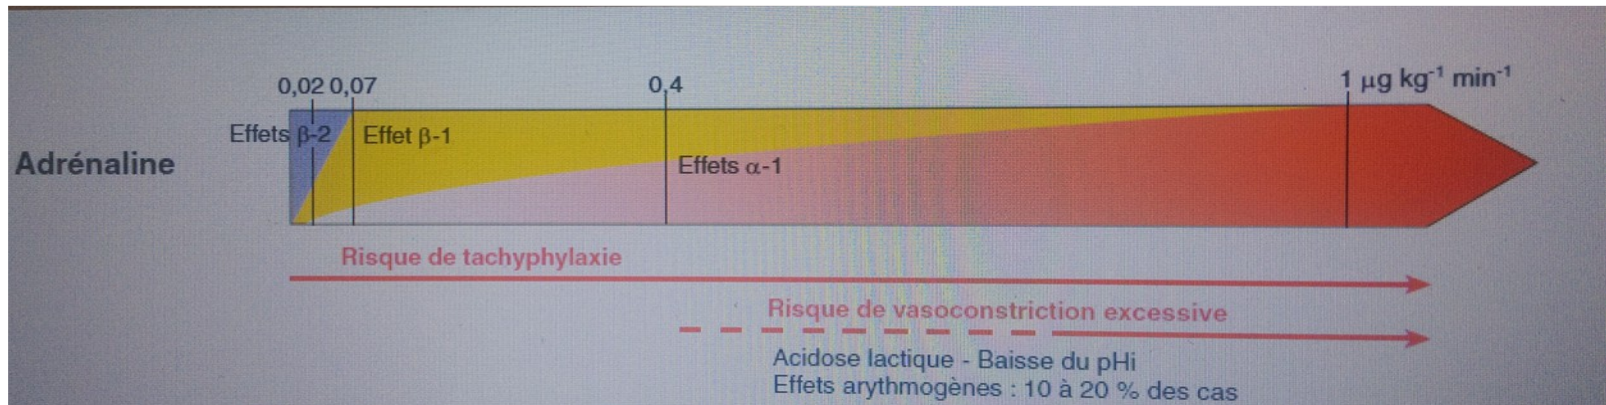 0,02 0,07 0,4 1 μg kg⁻¹ min⁻¹
Effets β-2 Effet β-1
Adrénaline
Effets α-1
Risque de tachyphylaxie
Risque de vasoconstriction excessive
Acidose lactique - Baisse du pHi
Effets arythmogènes : 10 à 20 % des cas